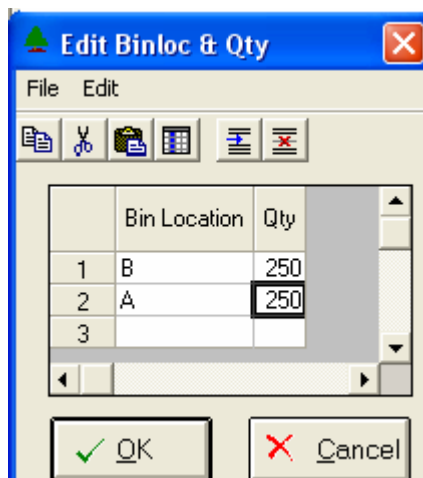 Edit Binloc & Qty
File Edit
Bin Location Qty
1 B 250
2 A 250
3
OK Cancel